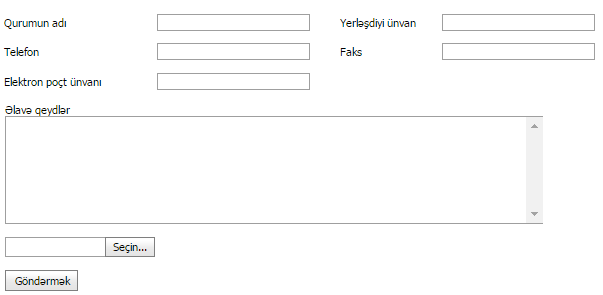 Qurumun adı
Yerləşdiyi ünvan
Telefon
Faks
Elektron poçt ünvanı
Əlavə qeydlər
Seçin...
Göndərmək